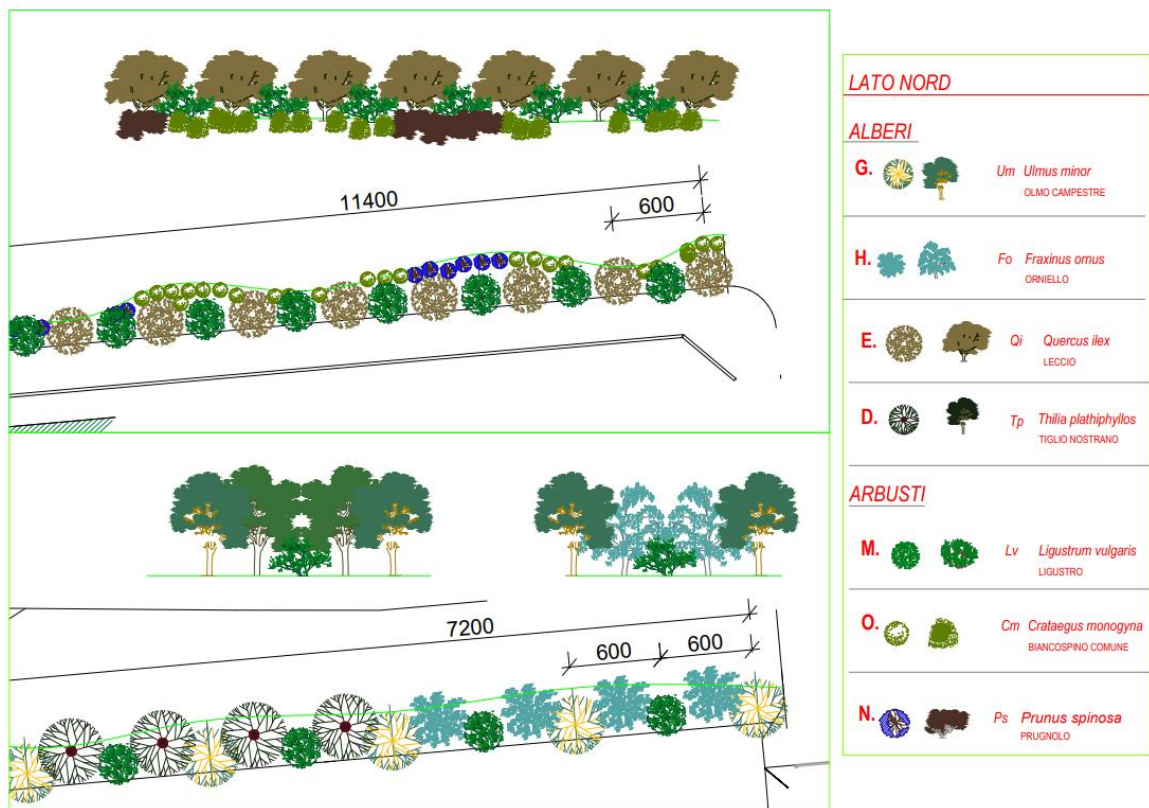 11400
600
7200
600
600
LATO NORD
ALBERI
G.
Um Ulmus minor
OLMO CAMPESTRE
H.
Fo Fraxinus ornus
ORNIELLO
E.
Qi Quercus ilex
LECCIO
D.
Tp Thilia plathiphyllos
TIGLIO NOSTRANO
ARBUSTI
M.
Lv Ligustrum vulgaris
LIGUSTRO
O.
Cm Crataegus monogyna
BIANCOSPINO COMUNE
N.
Ps Prunus spinosa
PRUGNOLO